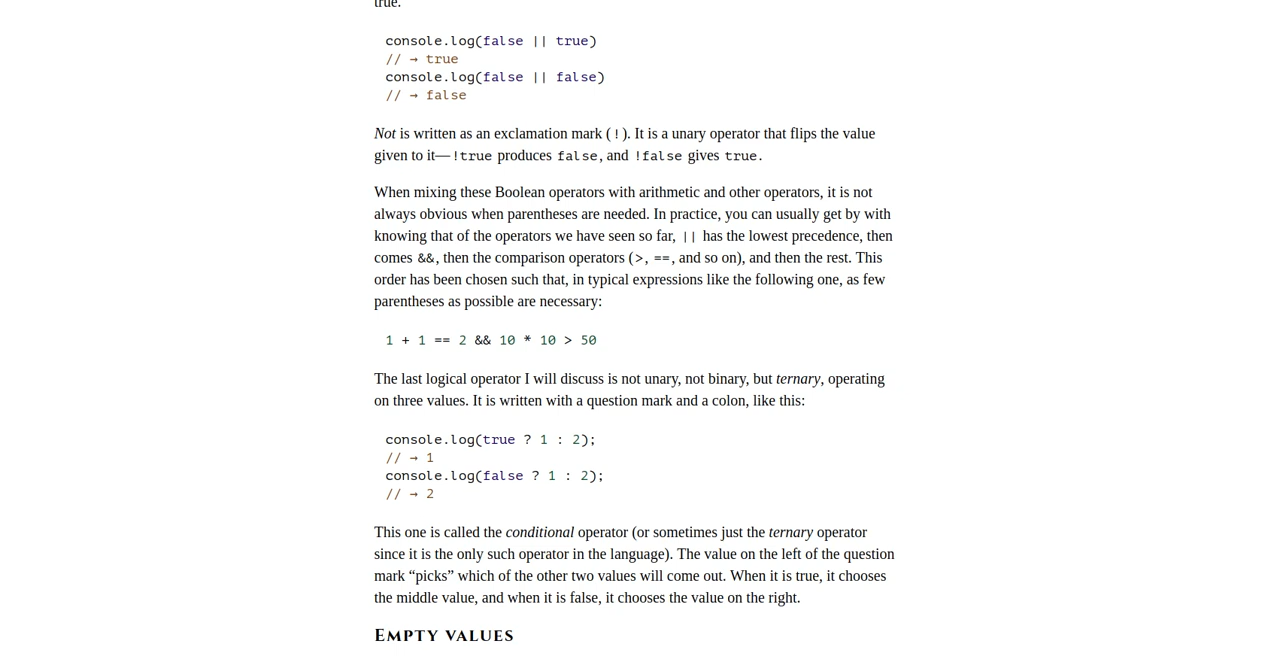 true.
console.log(false || true)
// → true
console.log(false || false)
// → false
Not is written as an exclamation mark (!). It is a unary operator that flips the value
given to it—!true produces false, and !false gives true.
When mixing these Boolean operators with arithmetic and other operators, it is not
always obvious when parentheses are needed. In practice, you can usually get by with
knowing that of the operators we have seen so far, || has the lowest precedence, then
comes &&, then the comparison operators (>, ==, and so on), and then the rest. This
order has been chosen such that, in typical expressions like the following one, as few
parentheses as possible are necessary:
1 + 1 == 2 && 10 * 10 > 50
The last logical operator I will discuss is not unary, not binary, but ternary, operating
on three values. It is written with a question mark and a colon, like this:
console.log(true ? 1 : 2);
// → 1
console.log(false ? 1 : 2);
// → 2
This one is called the conditional operator (or sometimes just the ternary operator
since it is the only such operator in the language). The value on the left of the question
mark “picks” which of the other two values will come out. When it is true, it chooses
the middle value, and when it is false, it chooses the value on the right.
Empty values